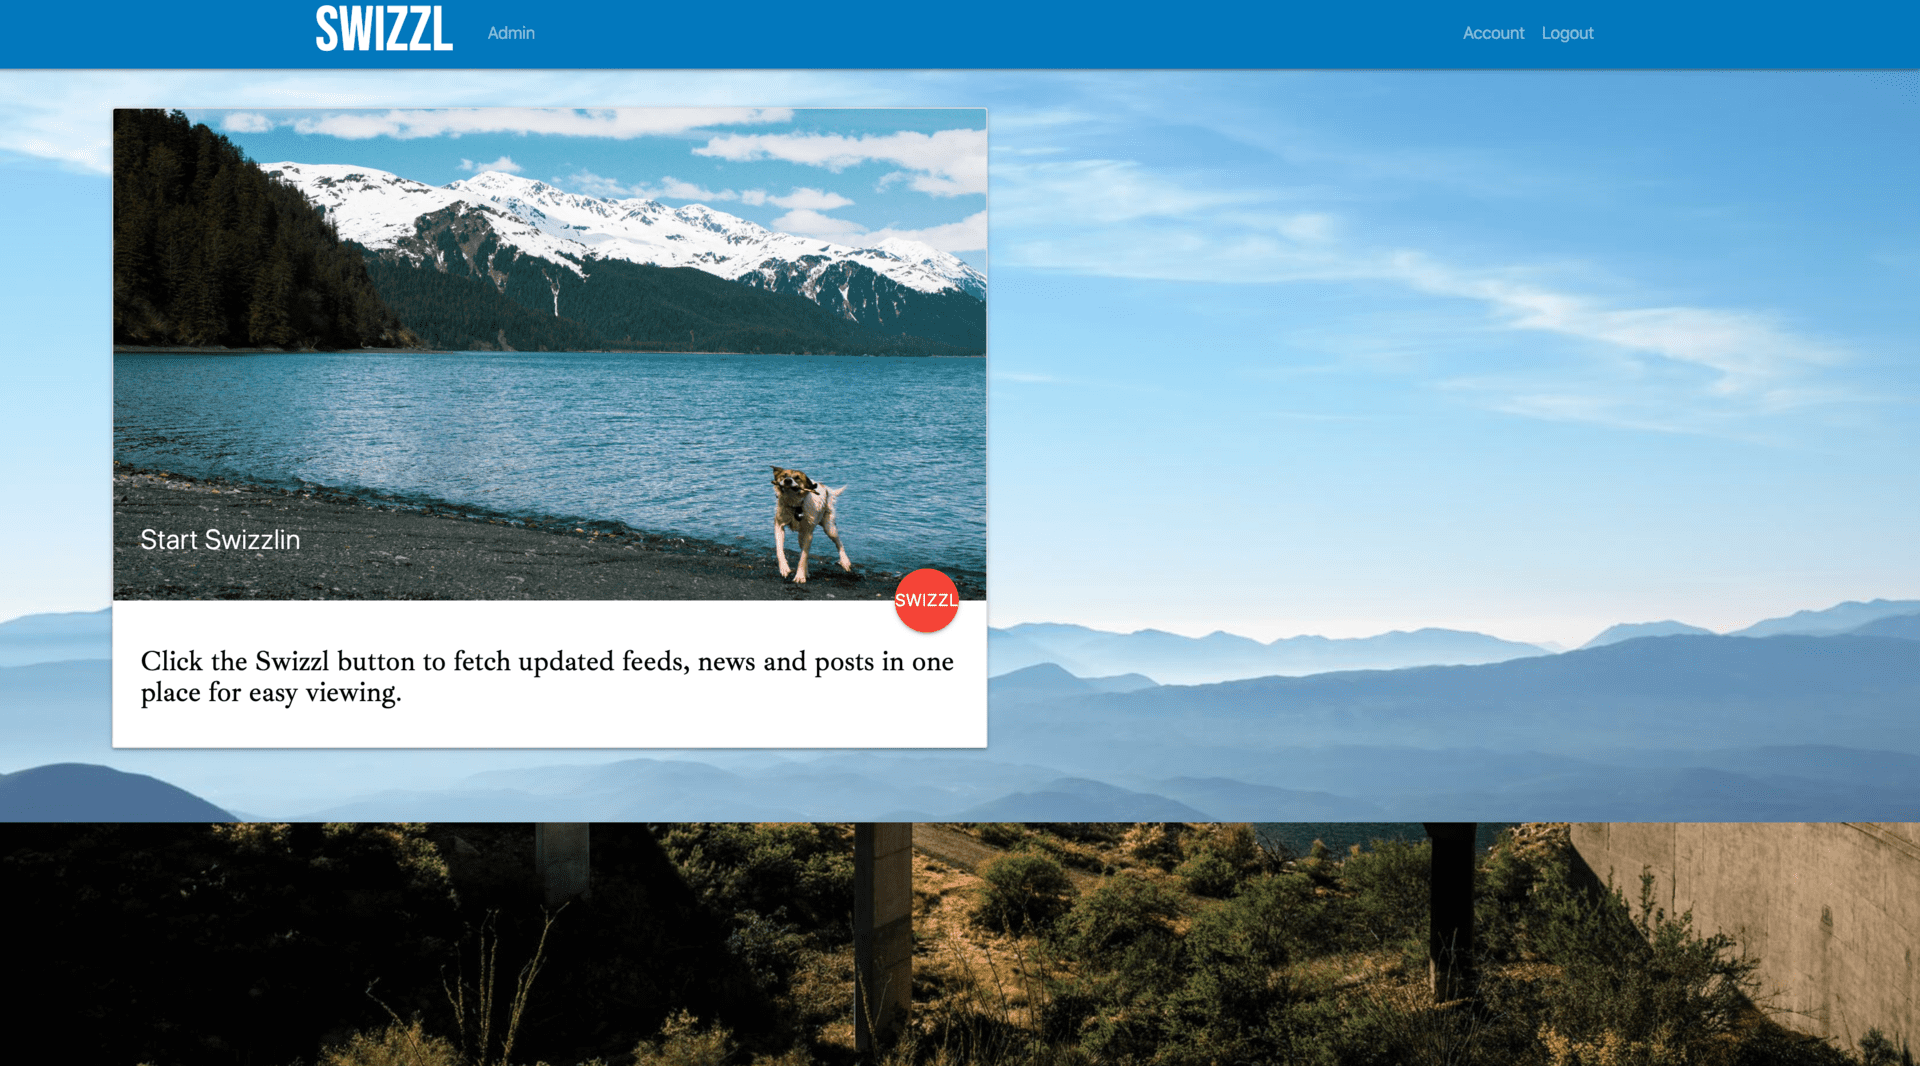 SWIZZL
Admin
Account
Logout
Start Swizzlin
SWIZZL
Click the Swizzl button to fetch updated feeds, news and posts in one
place for easy viewing.